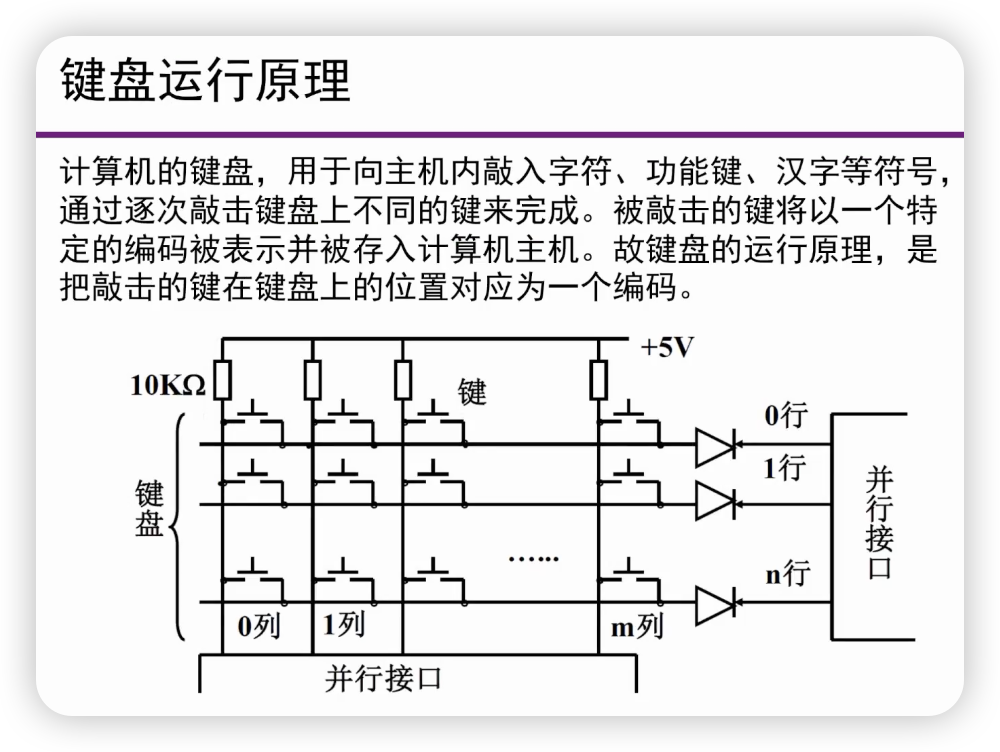 键盘运行原理
计算机的键盘，用于向主机内敲入字符、功能键、汉字等符号，
通过逐次敲击键盘上不同的键来完成。被敲击的键将以一个特
定的编码被表示并被存入计算机主机。故键盘的运行原理，是
把敲击的键在键盘上的位置对应为一个编码。
+5V
10KΩ
键
0行
1行
键盘
并行接口
……
n行
0列
1列
m列
并行接口